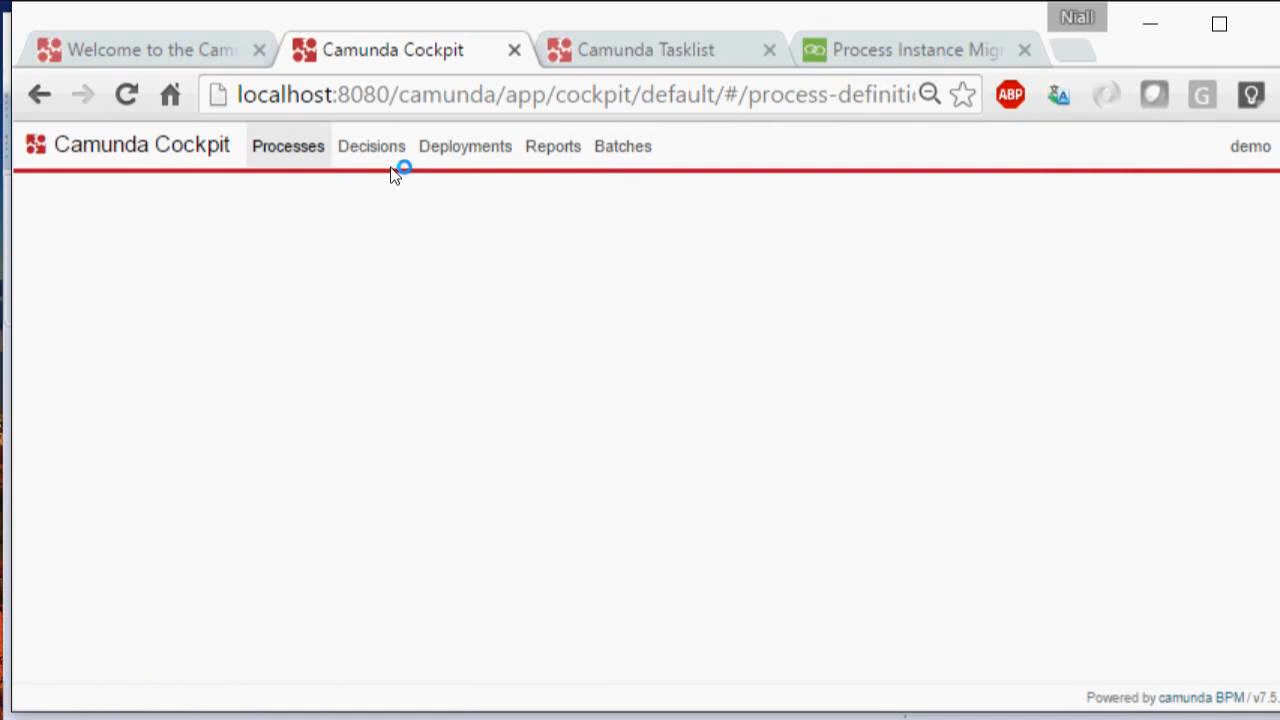 Niall
Welcome to the Cam
Camunda Cockpit
Camunda Tasklist
Process Instance Mig
localhost:8080/camunda/app/cockpit/default/#/process-definiti
ABP
G
Camunda Cockpit
Processes
Decisions
Deployments
Reports
Batches
demo
Powered by camunda BPM / v7.5.